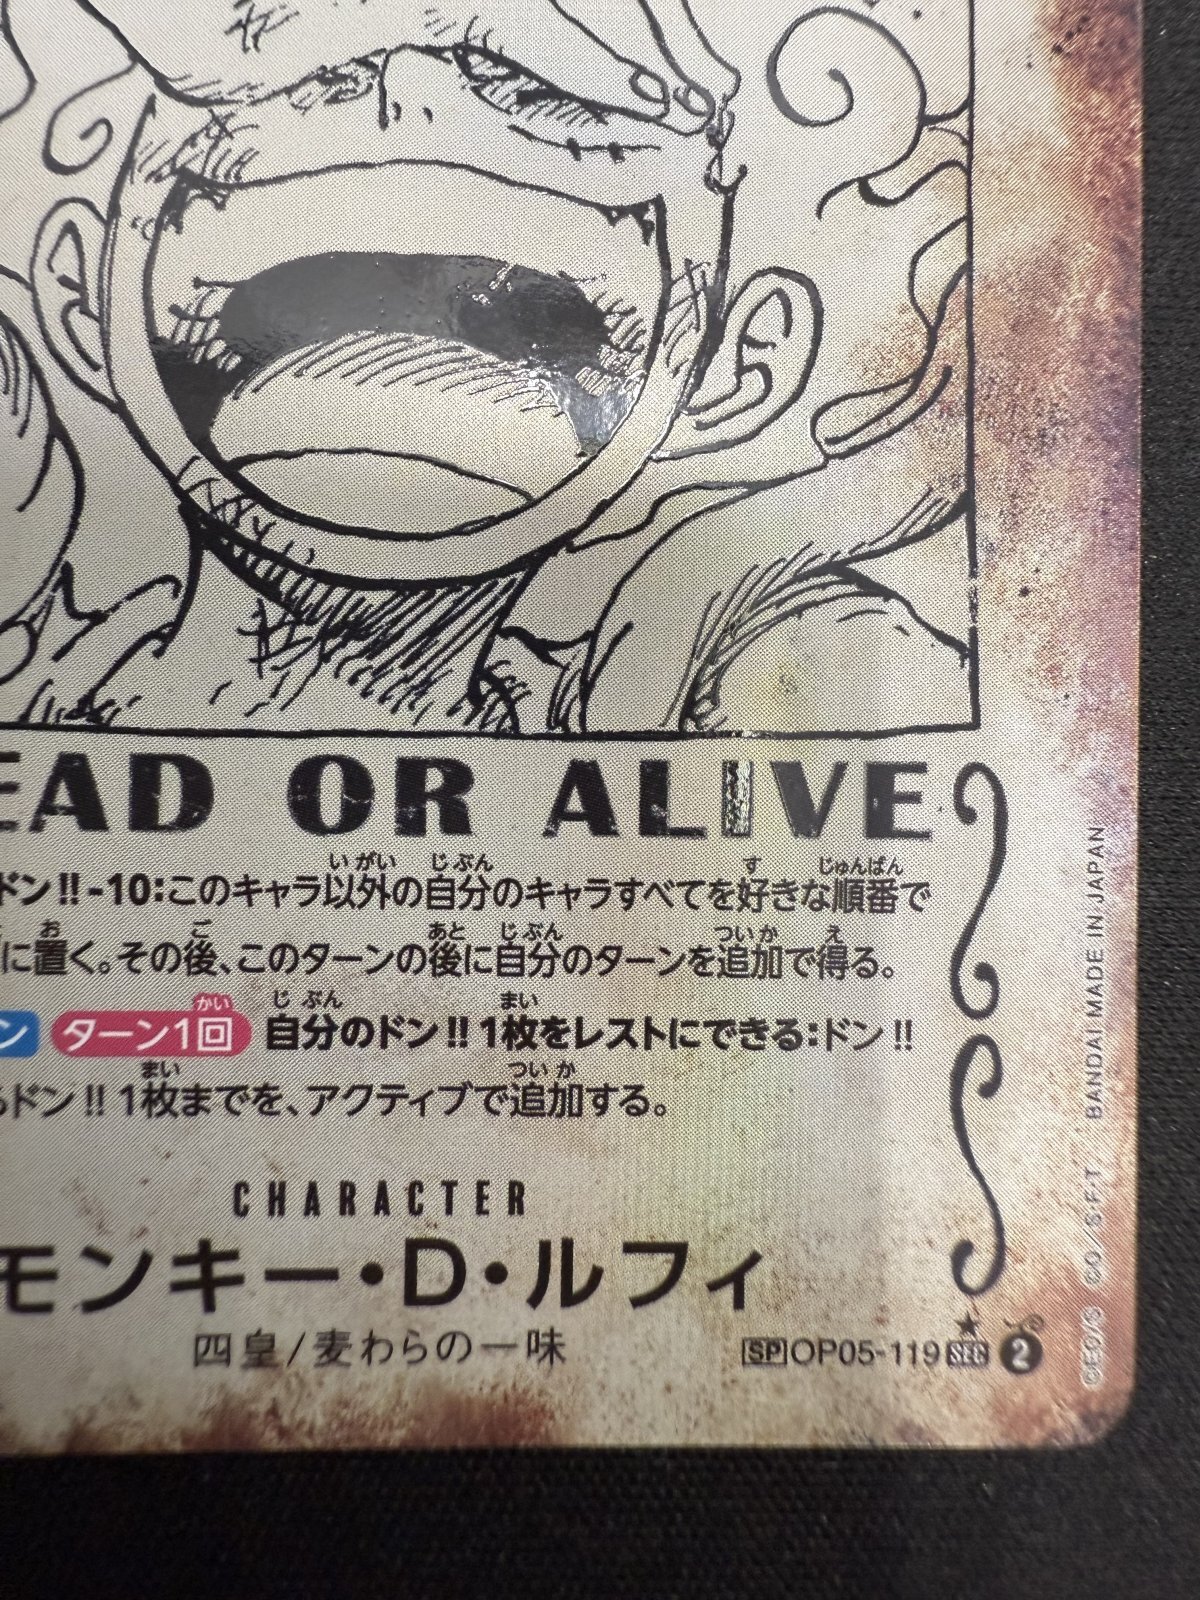 EAD OR ALIVE
ドン!!-10:このキャラ以外の自分のキャラすべてを好きな順番で
に置く。その後、このターンの後に自分のターンを追加で得る。
ン ターン1回 自分のドン!!1枚をレストにできる:ドン!!
るドン!!1枚までを、アクティブで追加する。
CHARACTER
モンキー・D・ルフィ
四皇/麦わらの一味
SP OP05-119 SEC 2
©E.O./S. ©O./S.F.T. BANDAI MADE IN JAPAN